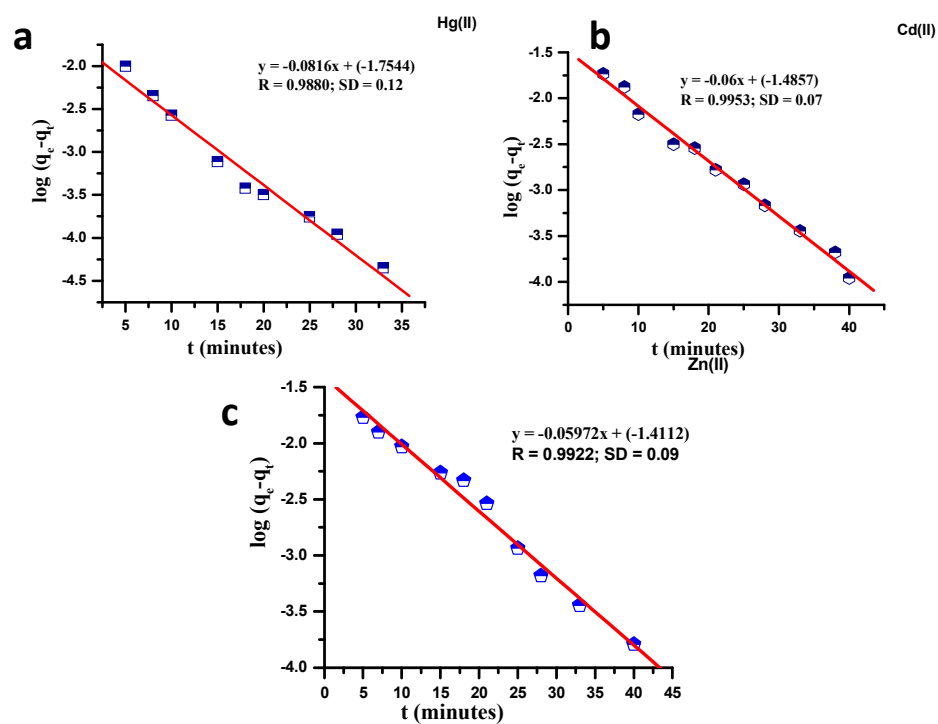 Hg(II)
a
y = -0.0816x + (-1.7544)
R = 0.9880; SD = 0.12
-2.0
-2.5
-3.0
-3.5
-4.0
-4.5
log (qe-qt)
5 10 15 20 25 30 35
t (minutes)
Cd(II)
b
y = -0.06x + (-1.4857)
R = 0.9953; SD = 0.07
-1.5
-2.0
-2.5
-3.0
-3.5
-4.0
log (qe-qt)
0 10 20 30 40
t (minutes)
Zn(II)
c
y = -0.05972x + (-1.4112)
R = 0.9922; SD = 0.09
-1.5
-2.0
-2.5
-3.0
-3.5
-4.0
log (qe-qt)
0 5 10 15 20 25 30 35 40 45
t (minutes)